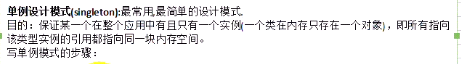 单例设计模式(singleton):最常用,最简单的设计模式.
目的：保证某一个在整个应用中有且只有一个实例(一个类在内存只存在一个对象)，即所有指向
该类型实例的引用都指向同一块内存空间。
写单例模式的步骤：